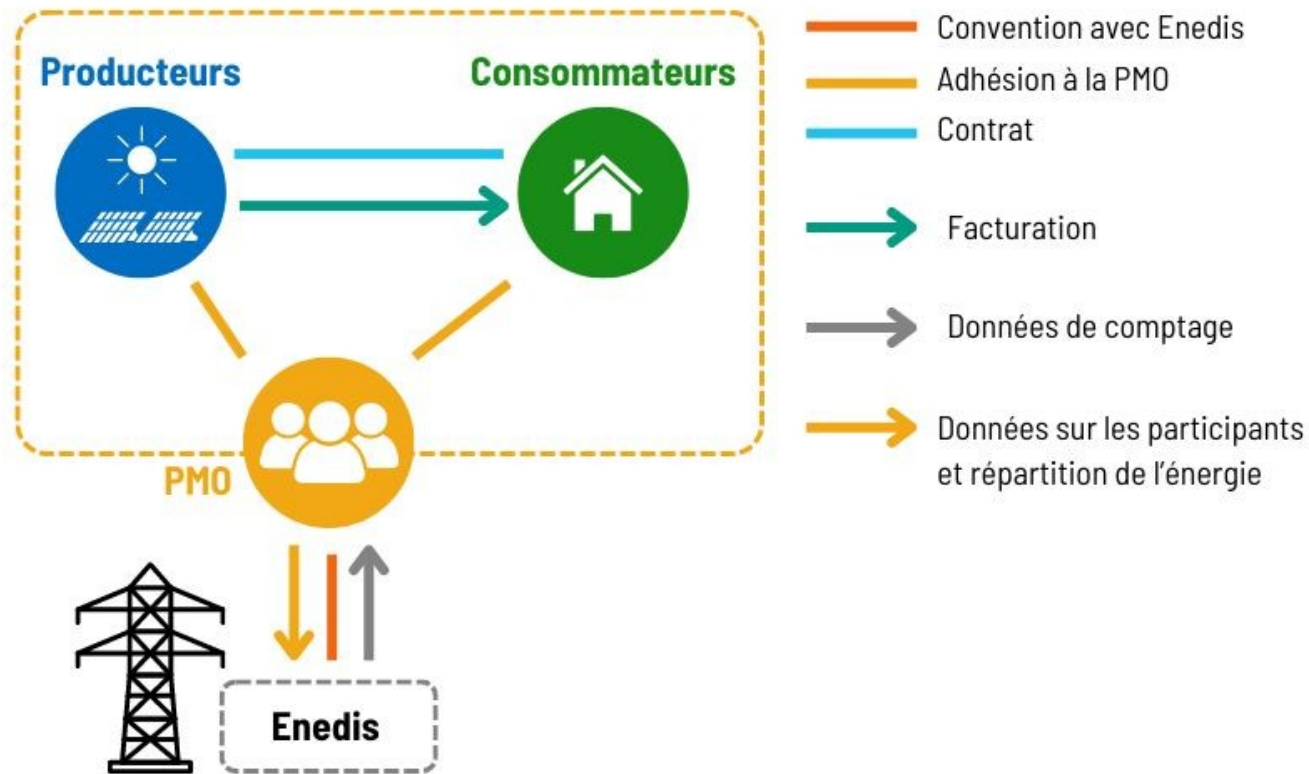 Producteurs
Consommateurs
PMO
Enedis
Convention avec Enedis
Adhésion à la PMO
Contrat
Facturation
Données de comptage
Données sur les participants
et répartition de l'énergie